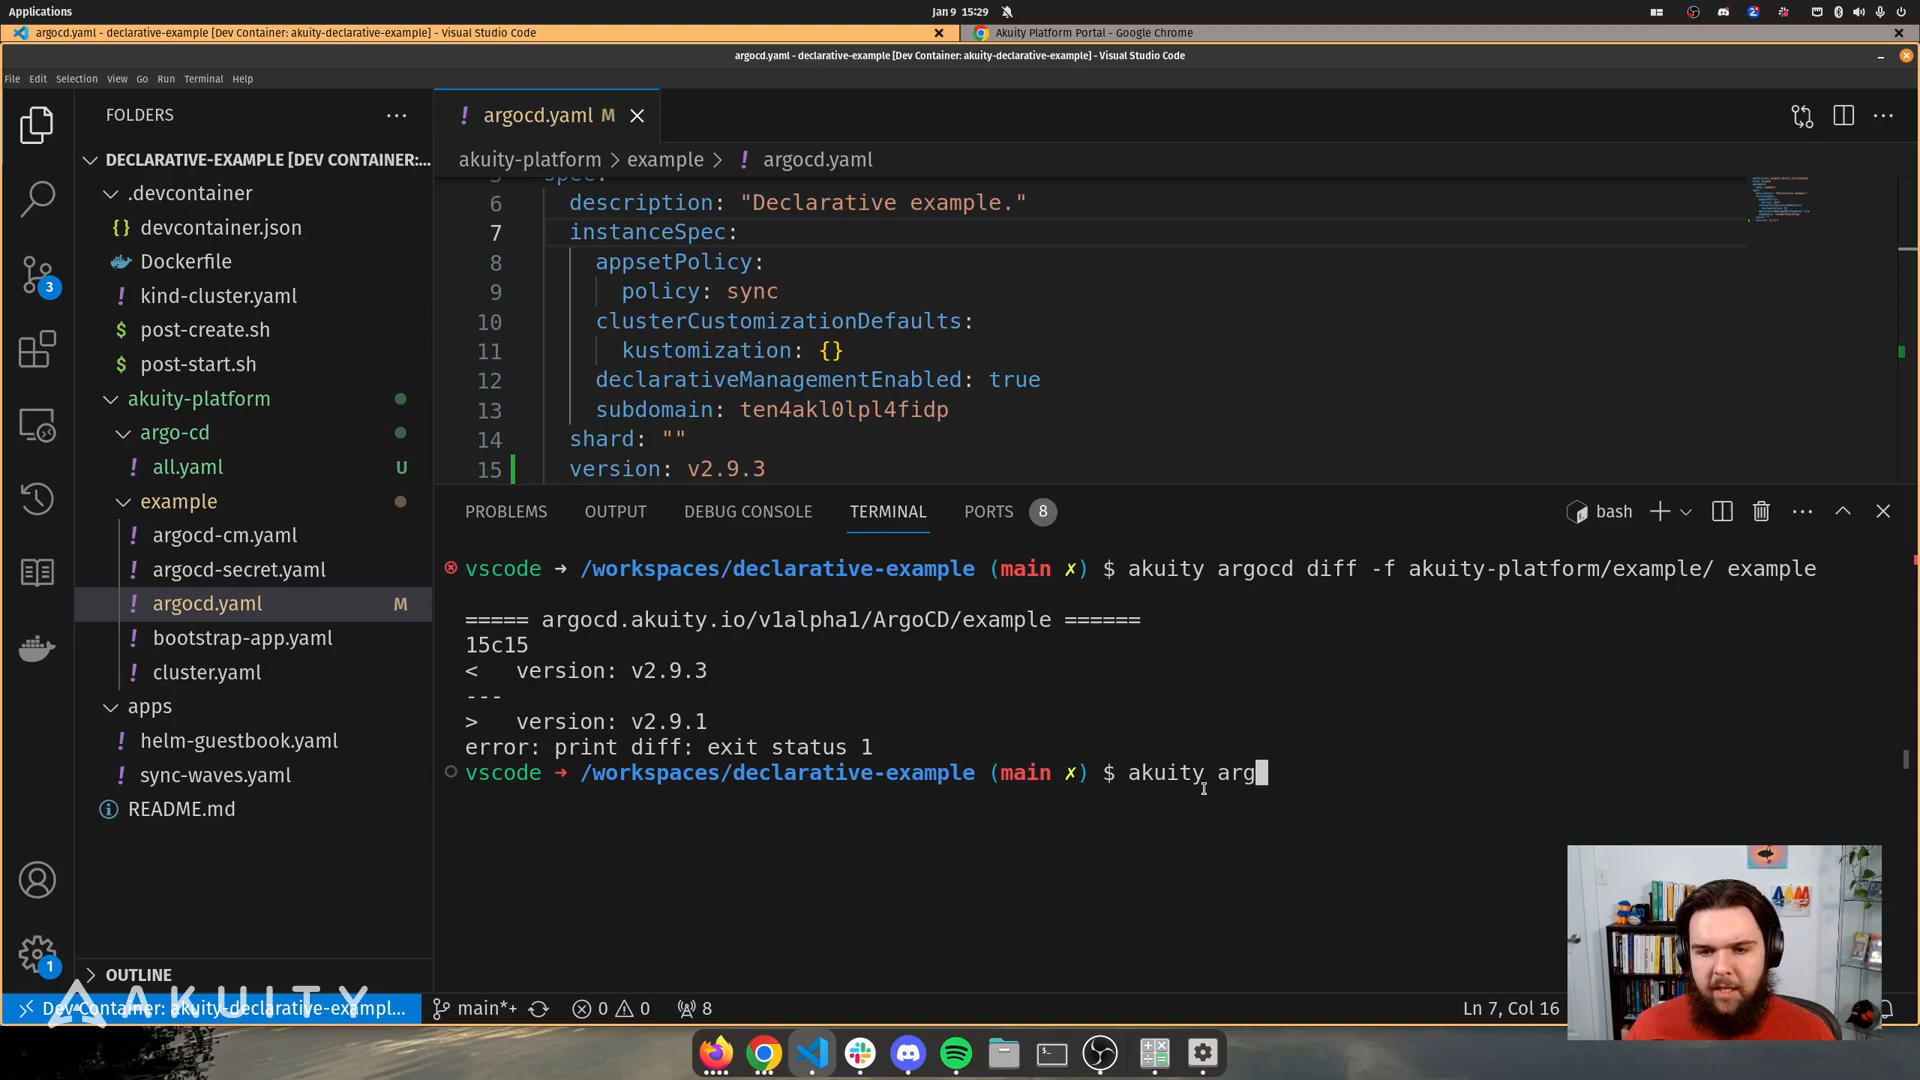 Applications
Jan 9 15:29
argocd.yaml - declarative-example [Dev Container: akuity-declarative-example] - Visual Studio Code
Akuity Platform Portal - Google Chrome
argocd.yaml - declarative-example [Dev Container: akuity-declarative-example] - Visual Studio Code
File Edit Selection View Go Run Terminal Help
FOLDERS
argocd.yaml M
DECLARATIVE-EXAMPLE [DEV CONTAINER:...
akuity-platform > example > ! argocd.yaml
.devcontainer
{} devcontainer.json
Dockerfile
! kind-cluster.yaml
$ post-create.sh
$ post-start.sh
akuity-platform
argo-cd
! all.yaml U
example
! argocd-cm.yaml
! argocd-secret.yaml
! argocd.yaml M
! bootstrap-app.yaml
! cluster.yaml
apps
! helm-guestbook.yaml
! sync-waves.yaml
README.md
OUTLINE
3
1
spec:
6 description: "Declarative example."
7 instanceSpec:
8 appsetPolicy:
9 policy: sync
10 clusterCustomizationDefaults:
11 kustomization: {}
12 declarativeManagementEnabled: true
13 subdomain: ten4akl0lpl4fidp
14 shard: ""
15 version: v2.9.3
PROBLEMS OUTPUT DEBUG CONSOLE TERMINAL PORTS 8
bash
vscode → /workspaces/declarative-example (main ✗) $ akuity argocd diff -f akuity-platform/example/ example
===== argocd.akuity.io/v1alpha1/ArgoCD/example ======
15c15
< version: v2.9.3
---
> version: v2.9.1
error: print diff: exit status 1
vscode → /workspaces/declarative-example (main ✗) $ akuity arg
AKUITY
Dev Container: akuity-declarative-exampl...
main*+
0 0
8
Ln 7, Col 16